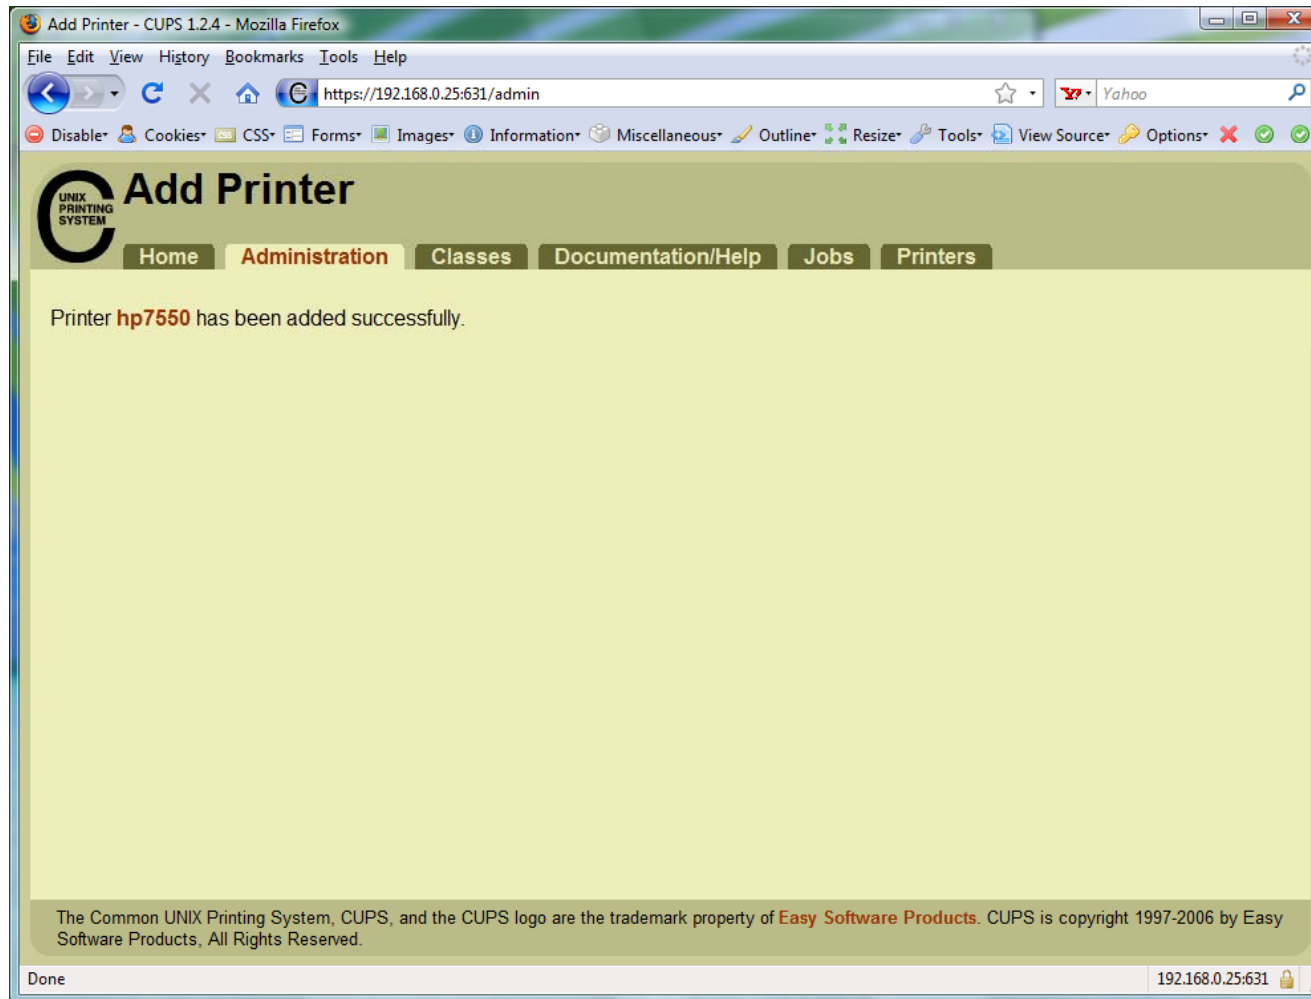 Add Printer - CUPS 1.2.4 - Mozilla Firefox
File Edit View History Bookmarks Tools Help
https://192.168.0.25:631/admin Yahoo
Disable Cookies CSS Forms Images Information Miscellaneous Outline Resize Tools View Source Options
UNIX
PRINTING
SYSTEM
Add Printer
Home Administration Classes Documentation/Help Jobs Printers
Printer hp7550 has been added successfully.
The Common UNIX Printing System, CUPS, and the CUPS logo are the trademark property of Easy Software Products. CUPS is copyright 1997-2006 by Easy
Software Products, All Rights Reserved.
Done 192.168.0.25:631